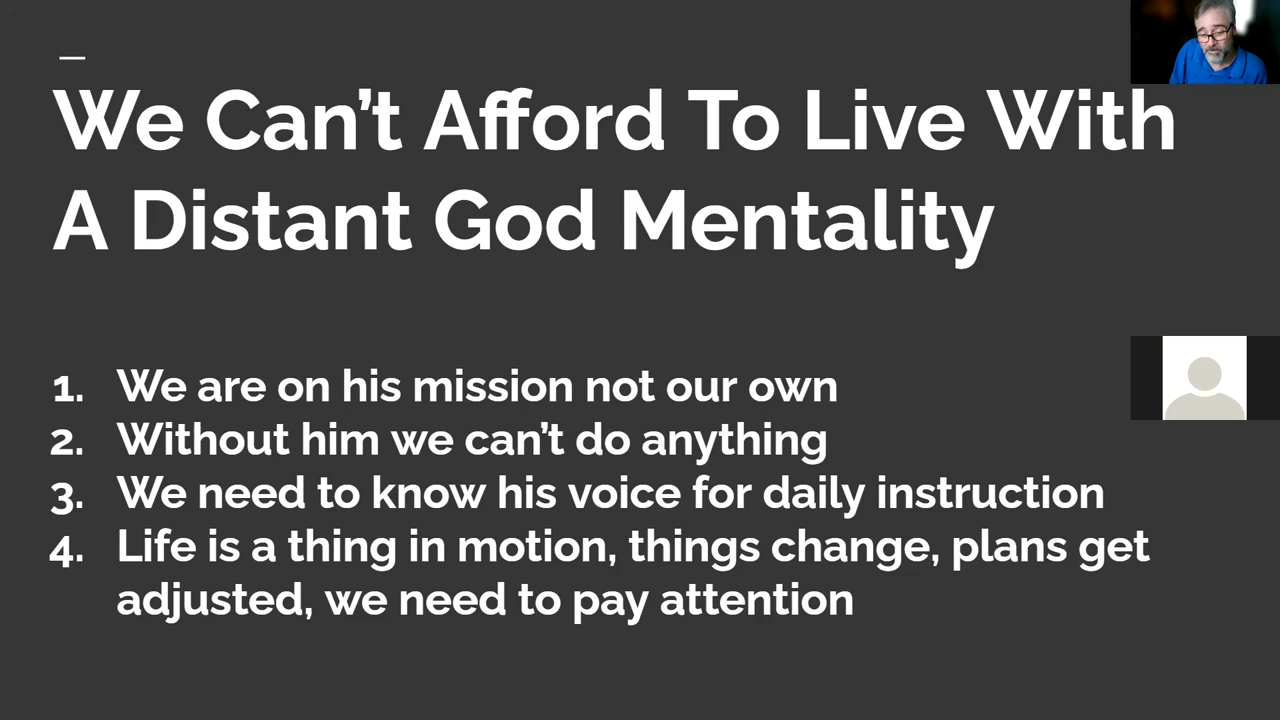 We Can’t Afford To Live With
A Distant God Mentality
1. We are on his mission not our own
2. Without him we can’t do anything
3. We need to know his voice for daily instruction
4. Life is a thing in motion, things change, plans get
adjusted, we need to pay attention